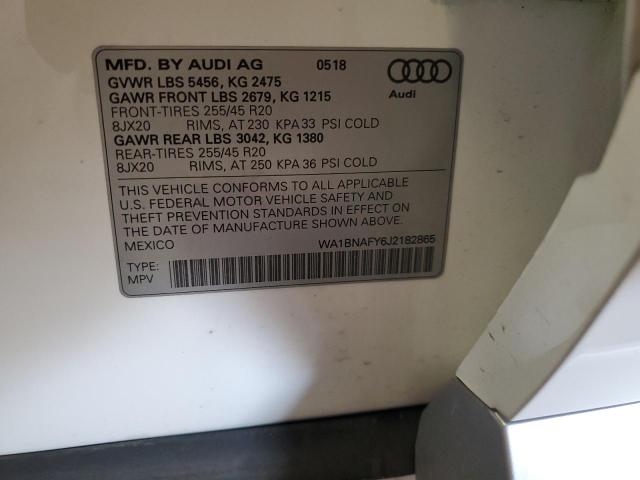 MFD. BY AUDI AG 0518
GVWR LBS 5456, KG 2475
GAWR FRONT LBS 2679, KG 1215
FRONT-TIRES 255/45 R20
8JX20 RIMS, AT 230 KPA 33 PSI COLD
GAWR REAR LBS 3042, KG 1380
REAR-TIRES 255/45 R20
8JX20 RIMS, AT 250 KPA 36 PSI COLD
Audi
THIS VEHICLE CONFORMS TO ALL APPLICABLE
U.S. FEDERAL MOTOR VEHICLE SAFETY AND
THEFT PREVENTION STANDARDS IN EFFECT ON
THE DATE OF MANUFACTURE SHOWN ABOVE.
MEXICO WA1BNAFY6J2182865
TYPE:
MPV